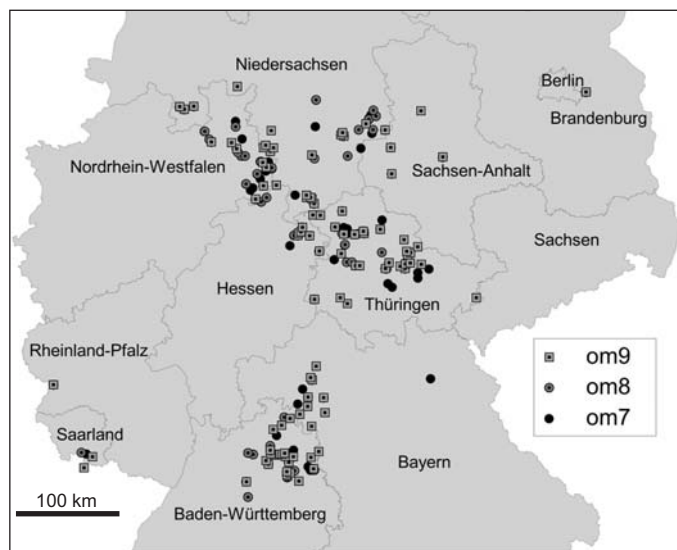 Niedersachsen
Berlin
Brandenburg
Nordrhein-Westfalen
Sachsen-Anhalt
Sachsen
Hessen
Thüringen
Rheinland-Pfalz
om9
om8
om7
Saarland
Bayern
100 km
Baden-Württemberg